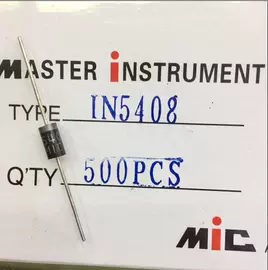 MASTER INSTRUMENT
TYPE IN5408
Q'TY 500PCS
MIC